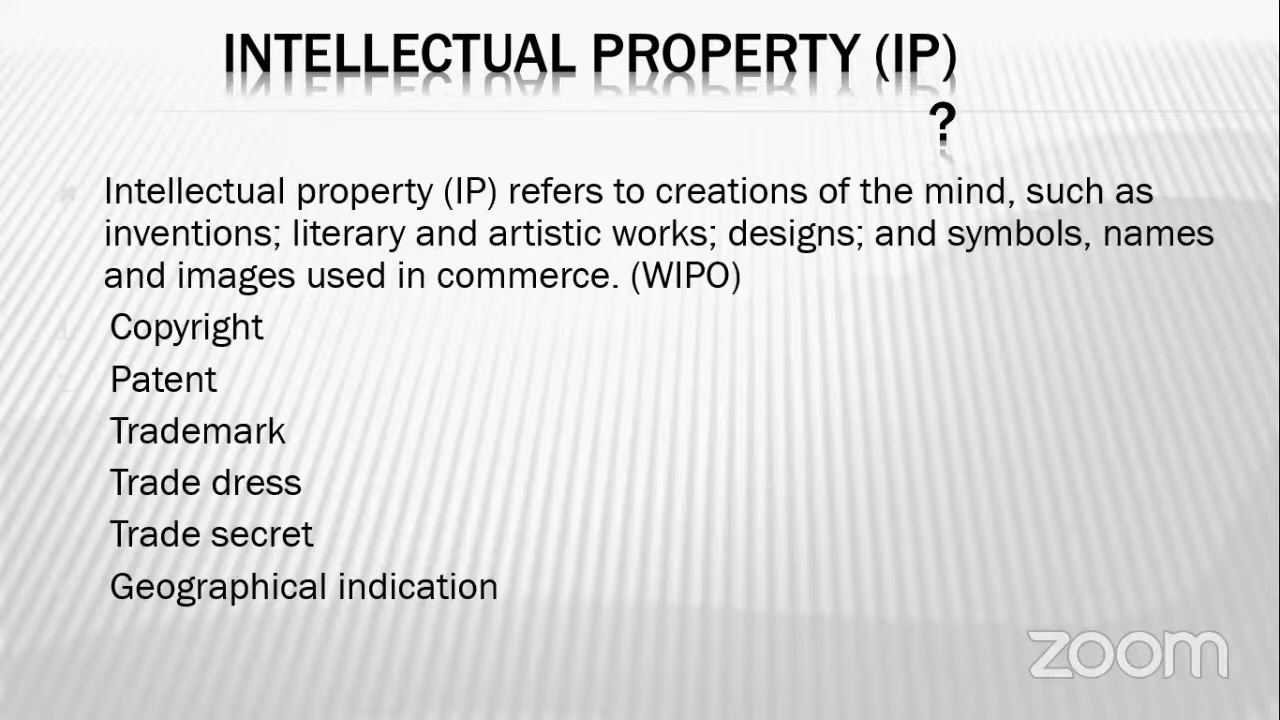 INTELLECTUAL PROPERTY (IP)
?
Intellectual property (IP) refers to creations of the mind, such as
inventions; literary and artistic works; designs; and symbols, names
and images used in commerce. (WIPO)
Copyright
Patent
Trademark
Trade dress
Trade secret
Geographical indication
zoom